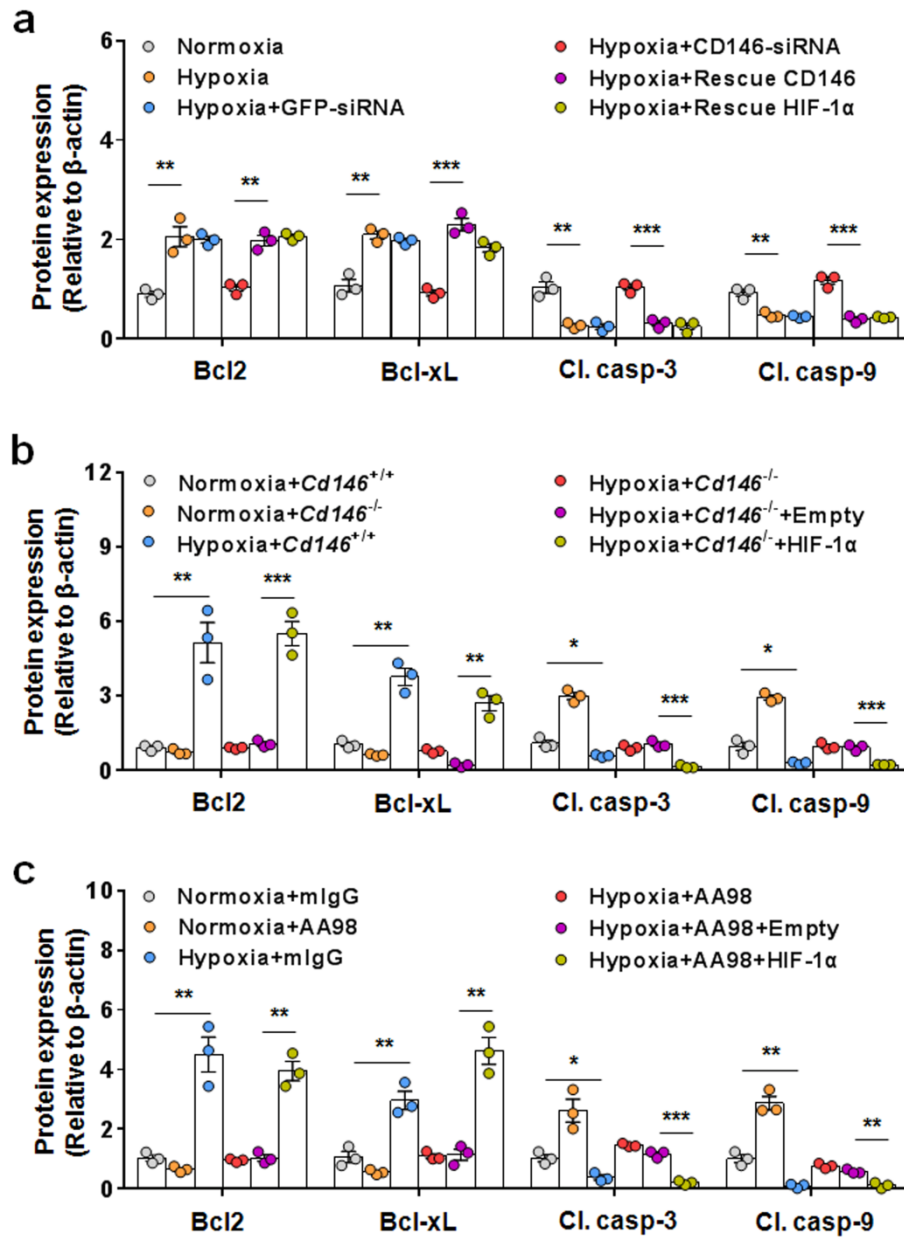 a
6
4
2
0
Protein expression
(Relative to β-actin)
Normoxia
Hypoxia
Hypoxia+GFP-siRNA
Hypoxia+CD146-siRNA
Hypoxia+Rescue CD146
Hypoxia+Rescue HIF-1α
** ** ** *** ** *** ** ***
Bcl2 Bcl-xL Cl. casp-3 Cl. casp-9
b
12
9
6
3
0
Protein expression
(Relative to β-actin)
Normoxia+Cd146+/+
Normoxia+Cd146-/-
Hypoxia+Cd146+/+
Hypoxia+Cd146-/-
Hypoxia+Cd146-/-+Empty
Hypoxia+Cd146/-+HIF-1α
** *** ** ** * *** * ***
Bcl2 Bcl-xL Cl. casp-3 Cl. casp-9
c
10
8
6
4
2
0
Protein expression
(Relative to β-actin)
Normoxia+mIgG
Normoxia+AA98
Hypoxia+mIgG
Hypoxia+AA98
Hypoxia+AA98+Empty
Hypoxia+AA98+HIF-1α
** ** ** ** * *** ** **
Bcl2 Bcl-xL Cl. casp-3 Cl. casp-9